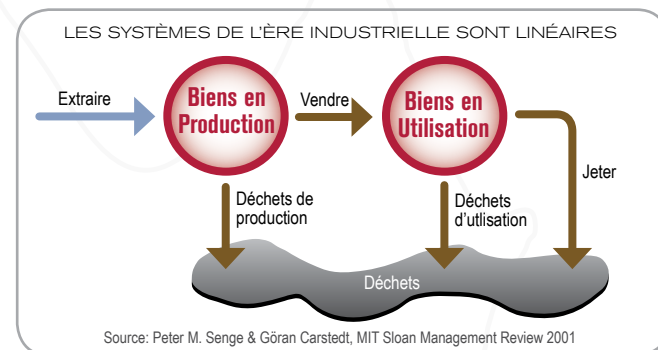 LES SYSTÈMES DE L'ÈRE INDUSTRIELLE SONT LINÉAIRES
Extraire
Biens en
Production
Vendre
Biens en
Utilisation
Jeter
Déchets de
production
Déchets
d'utlisation
Déchets
Source: Peter M. Senge & Göran Carstedt, MIT Sloan Management Review 2001